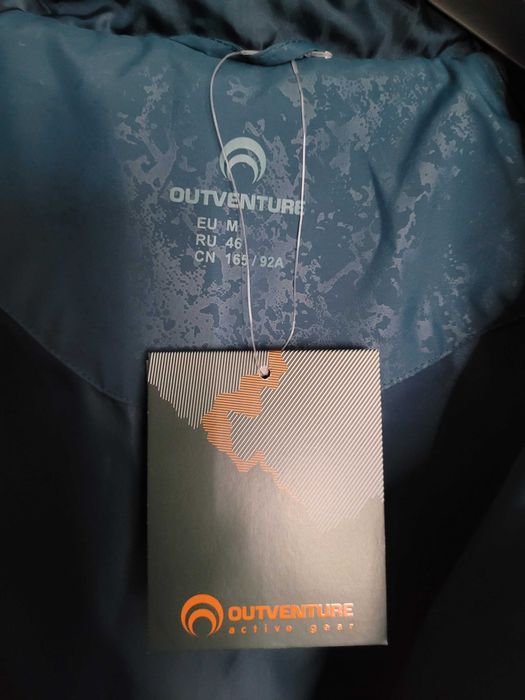 OUTVENTURE
EU M
RU 46
CN 165 / 92A
OUTVENTURE
active gear